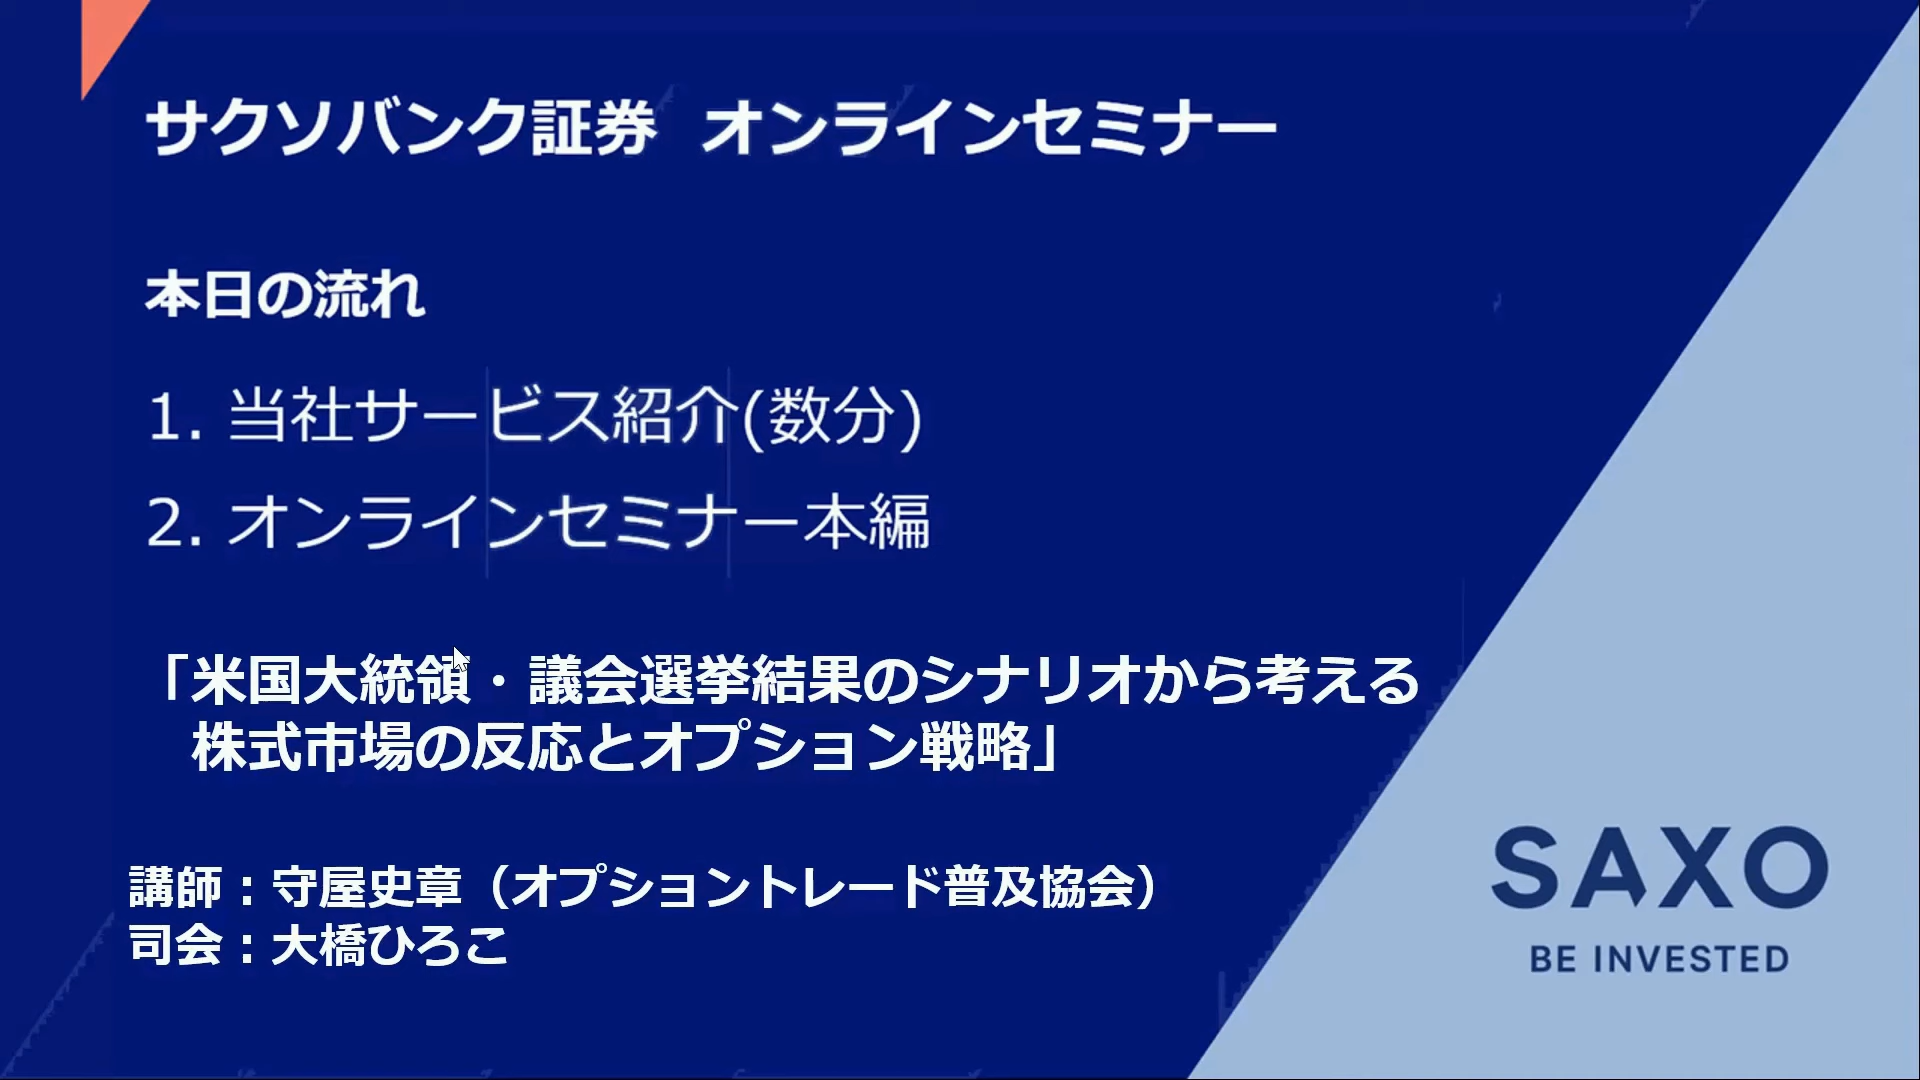 サクソバンク証券 オンラインセミナー
本日の流れ
1. 当社サービス紹介(数分)
2. オンラインセミナー本編
「米国大統領・議会選挙結果のシナリオから考える
株式市場の反応とオプション戦略」
講師：守屋史章（オプショントレード普及協会）
司会：大橋ひろこ
SAXO
BE INVESTED